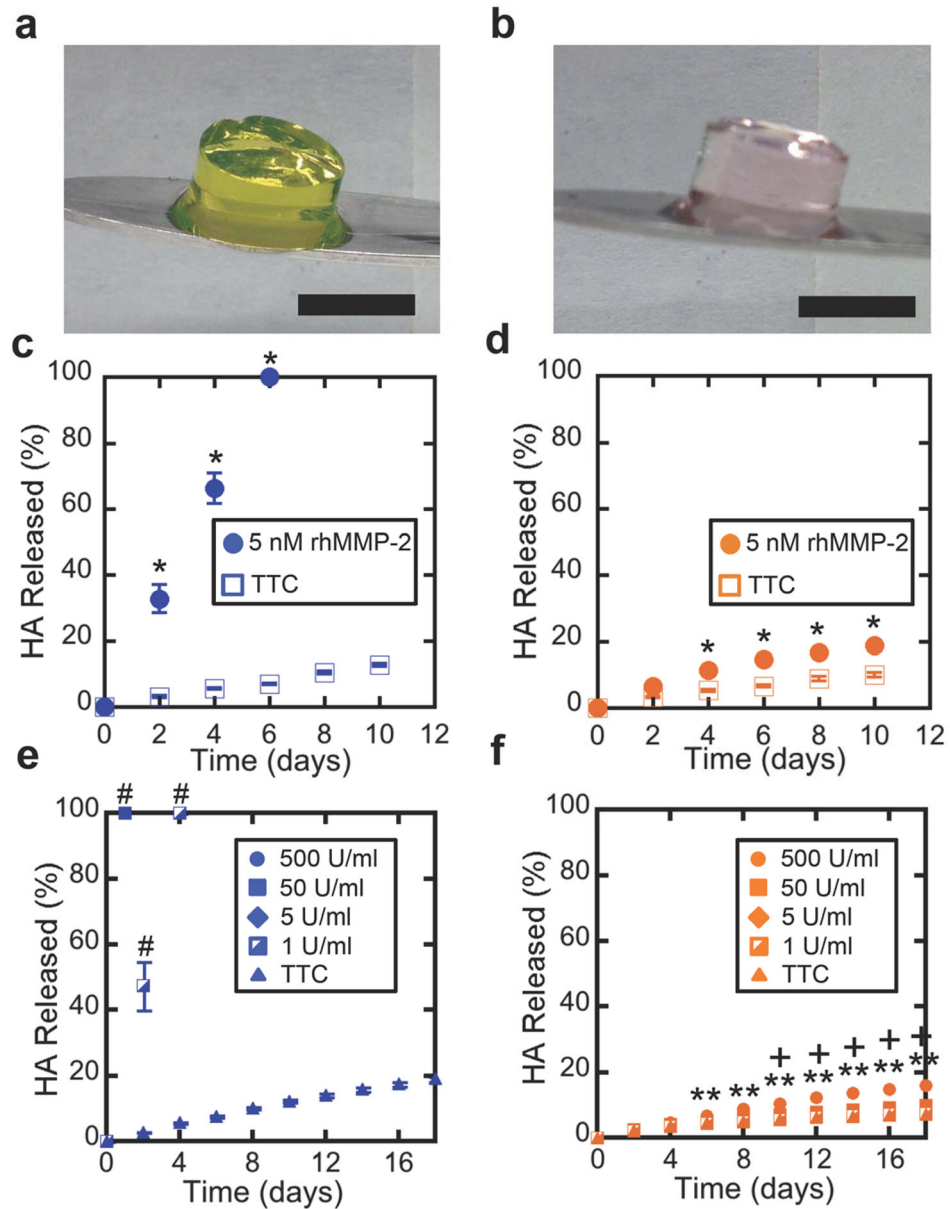 a
b
c
d
100
80
60
40
20
0
HA Released (%)
*
*
*
5 nM rhMMP-2
TTC
0 2 4 6 8 10 12
Time (days)
100
80
60
40
20
0
HA Released (%)
5 nM rhMMP-2
TTC
* * * *
0 2 4 6 8 10 12
Time (days)
e
f
100
80
60
40
20
0
HA Released (%)
# #
#
500 U/ml
50 U/ml
5 U/ml
1 U/ml
TTC
0 4 8 12 16
Time (days)
100
80
60
40
20
0
HA Released (%)
500 U/ml
50 U/ml
5 U/ml
1 U/ml
TTC
+ + + + +
** ** ** ** ** ** **
0 4 8 12 16
Time (days)